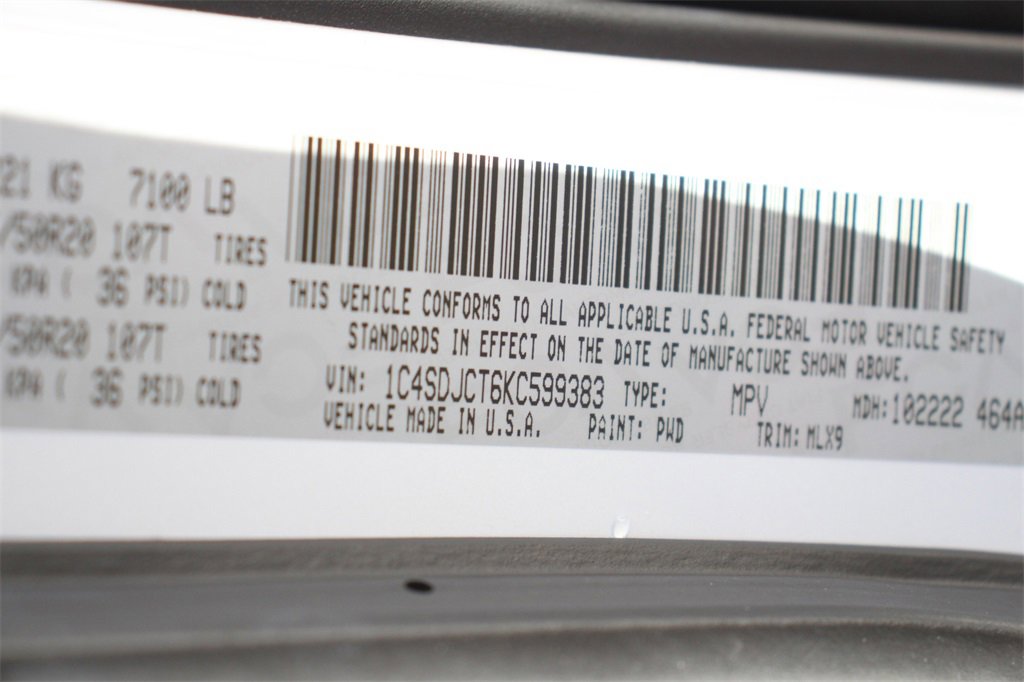 21 KG 7100 LB
/50R20 107T TIRES
KPA ( 36 PSI) COLD
/50R20 107T TIRES
KPA ( 36 PSI) COLD
THIS VEHICLE CONFORMS TO ALL APPLICABLE U.S.A. FEDERAL MOTOR VEHICLE SAFETY
STANDARDS IN EFFECT ON THE DATE OF MANUFACTURE SHOWN ABOVE.
VIN: 1C4SDJCT6KC599383 TYPE: MPV MDH:102222 464A
VEHICLE MADE IN U.S.A. PAINT: PWD TRIM: MLX9